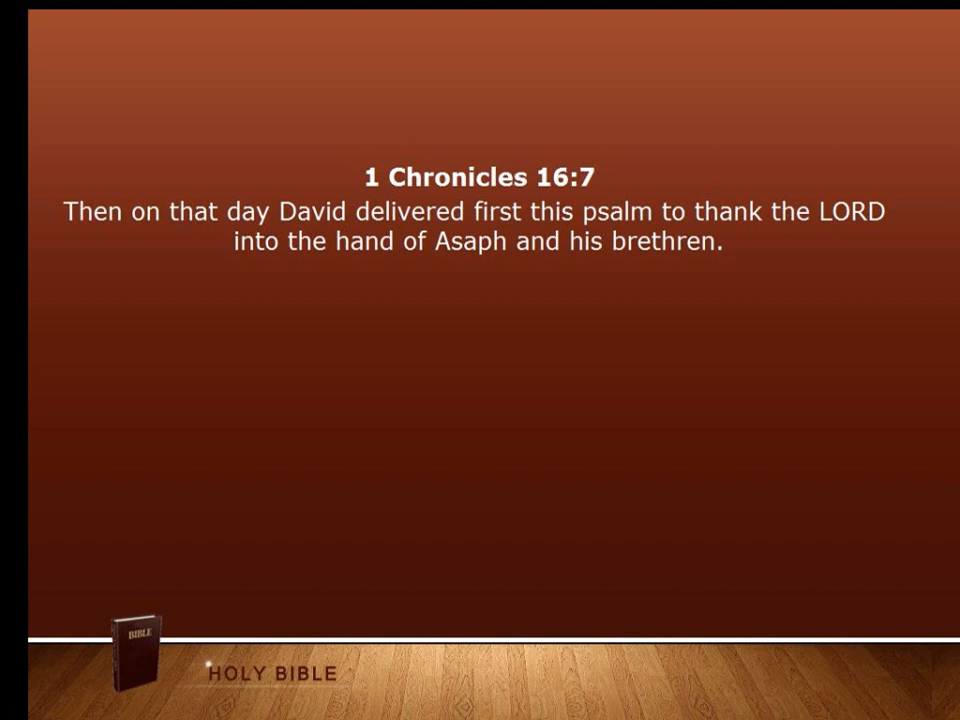 1 Chronicles 16:7
Then on that day David delivered first this psalm to thank the LORD
into the hand of Asaph and his brethren.
BIBLE
HOLY BIBLE